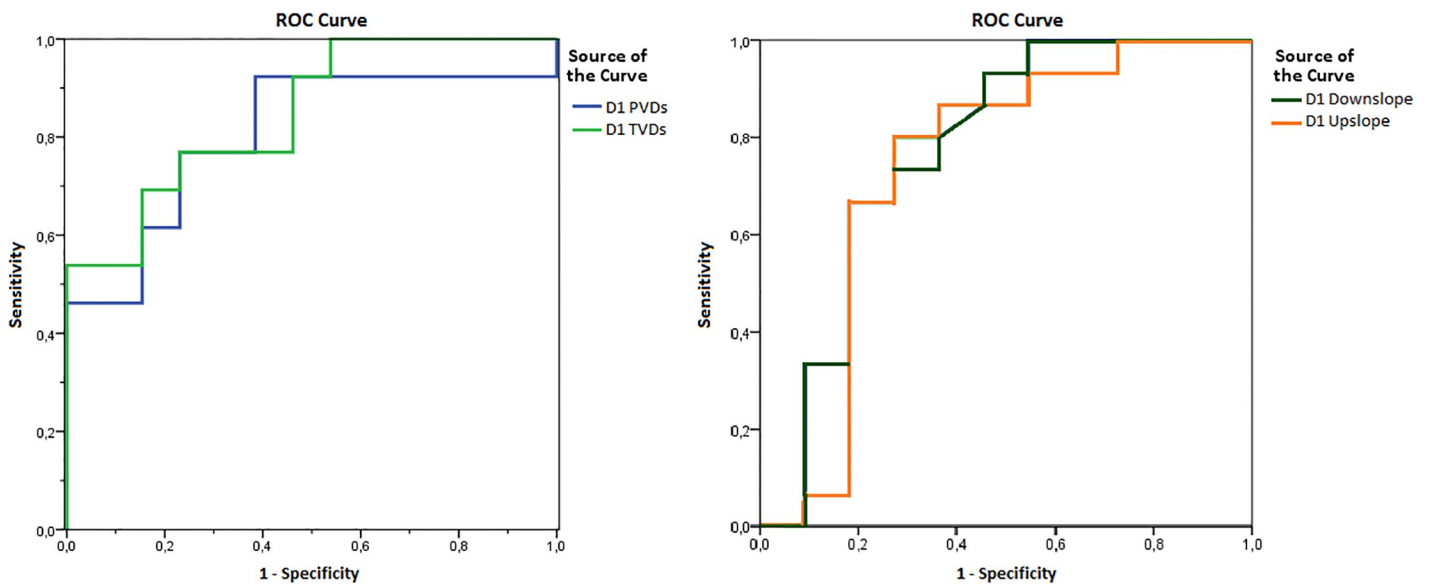 ROC Curve
1,0
0,8
0,6
0,4
0,2
0,0
Sensitivity
0,0 0,2 0,4 0,6 0,8 1,0
1 - Specificity
Source of
the Curve
D1 PVDs
D1 TVDs
ROC Curve
1,0
0,8
0,6
0,4
0,2
0,0
Sensitivity
0,0 0,2 0,4 0,6 0,8 1,0
1 - Specificity
Source of
the Curve
D1 Downslope
D1 Upslope